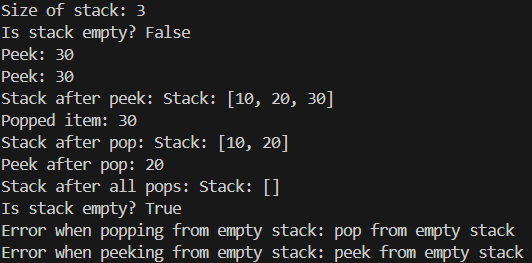 Size of stack: 3
Is stack empty? False
Peek: 30
Peek: 30
Stack after peek: Stack: [10, 20, 30]
Popped item: 30
Stack after pop: Stack: [10, 20]
Peek after pop: 20
Stack after all pops: Stack: []
Is stack empty? True
Error when popping from empty stack: pop from empty stack
Error when peeking from empty stack: peek from empty stack